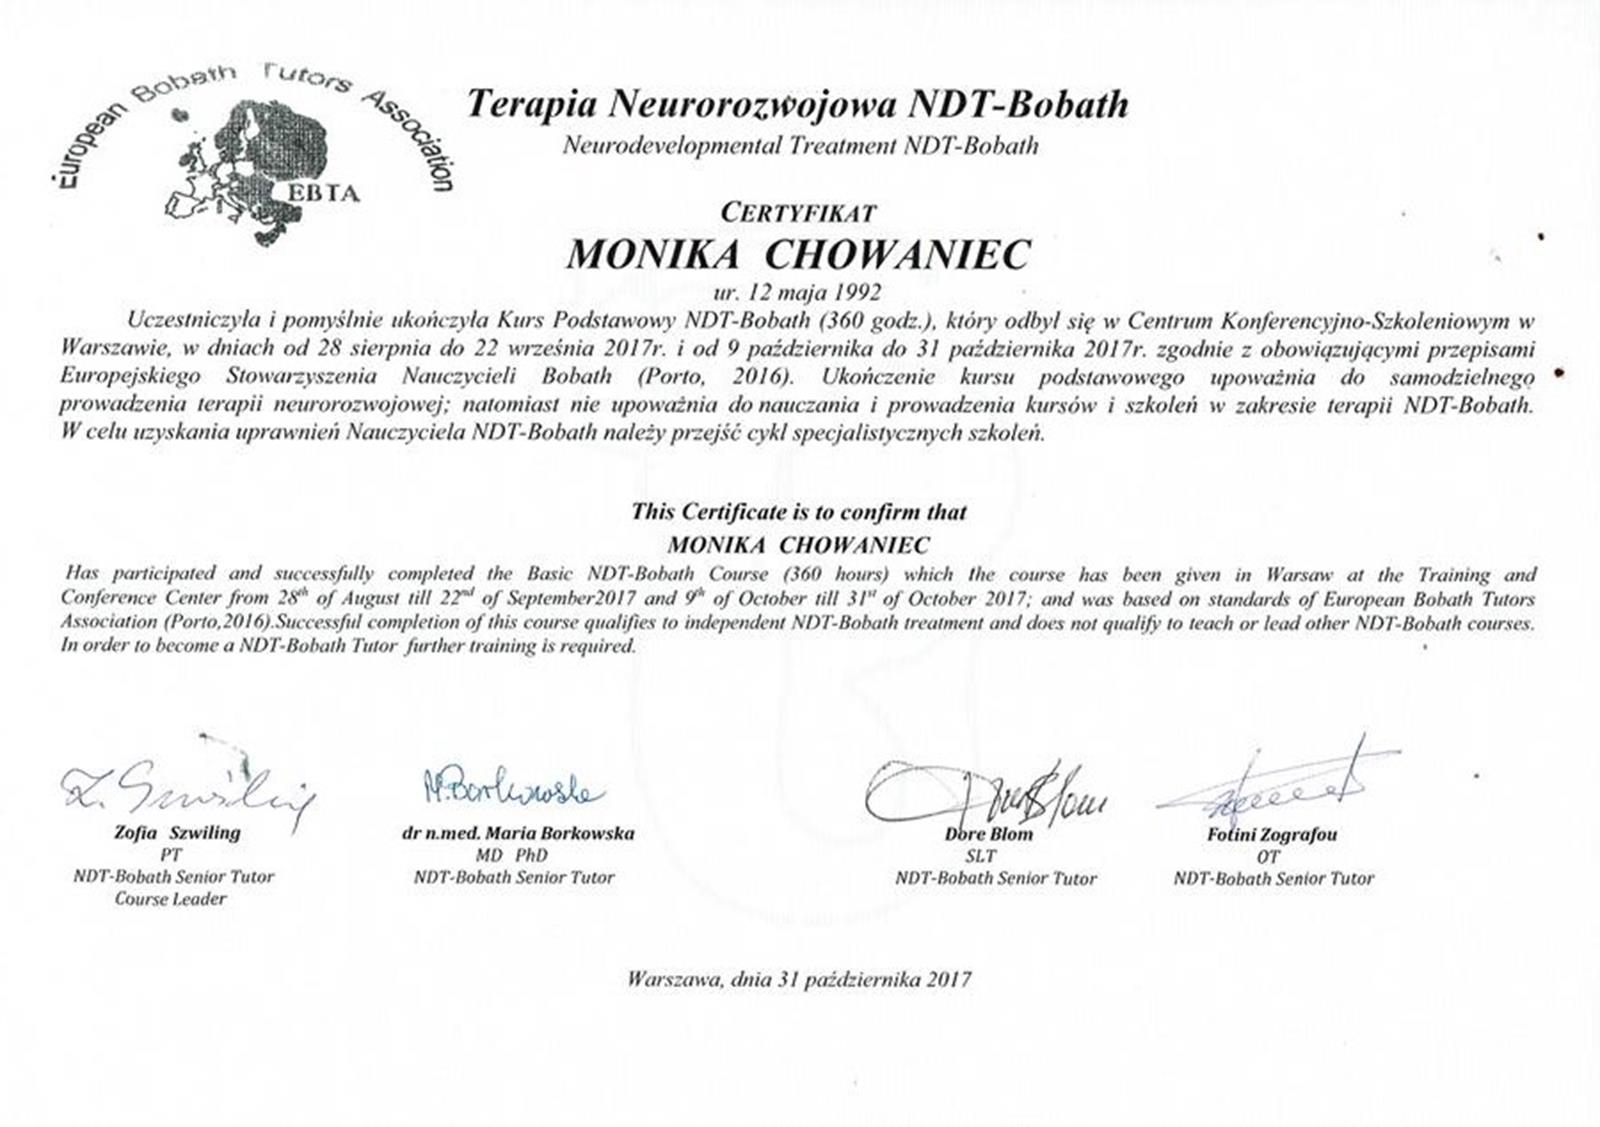 European Bobath Tutors Association
EBTA
Terapia Neurorozwojowa NDT-Bobath
Neurodevelopmental Treatment NDT-Bobath
CERTYFIKAT
MONIKA CHOWANIEC
ur. 12 maja 1992
Uczestniczyła i pomyślnie ukończyła Kurs Podstawowy NDT-Bobath (360 godz.), który odbył się w Centrum Konferencyjno-Szkoleniowym w
Warszawie, w dniach od 28 sierpnia do 22 września 2017r. i od 9 października do 31 października 2017r. zgodnie z obowiązującymi przepisami
Europejskiego Stowarzyszenia Nauczycieli Bobath (Porto, 2016). Ukończenie kursu podstawowego upoważnia do samodzielnego
prowadzenia terapii neurorozwojowej; natomiast nie upoważnia do nauczania i prowadzenia kursów i szkoleń w zakresie terapii NDT-Bobath.
W celu uzyskania uprawnień Nauczyciela NDT-Bobath należy przejść cykl specjalistycznych szkoleń.
This Certificate is to confirm that
MONIKA CHOWANIEC
Has participated and successfully completed the Basic NDT-Bobath Course (360 hours) which the course has been given in Warsaw at the Training and
Conference Center from 28th of August till 22nd of September2017 and 9th of October till 31st of October 2017; and was based on standards of European Bobath Tutors
Association (Porto,2016).Successful completion of this course qualifies to independent NDT-Bobath treatment and does not qualify to teach or lead other NDT-Bobath courses.
In order to become a NDT-Bobath Tutor further training is required.
Z. Szwiling M.Borkowska Dore Blom
Zofia Szwiling dr n.med. Maria Borkowska Dore Blom Fotini Zografou
PT MD PhD SLT OT
NDT-Bobath Senior Tutor NDT-Bobath Senior Tutor NDT-Bobath Senior Tutor NDT-Bobath Senior Tutor
Course Leader
Warszawa, dnia 31 października 2017